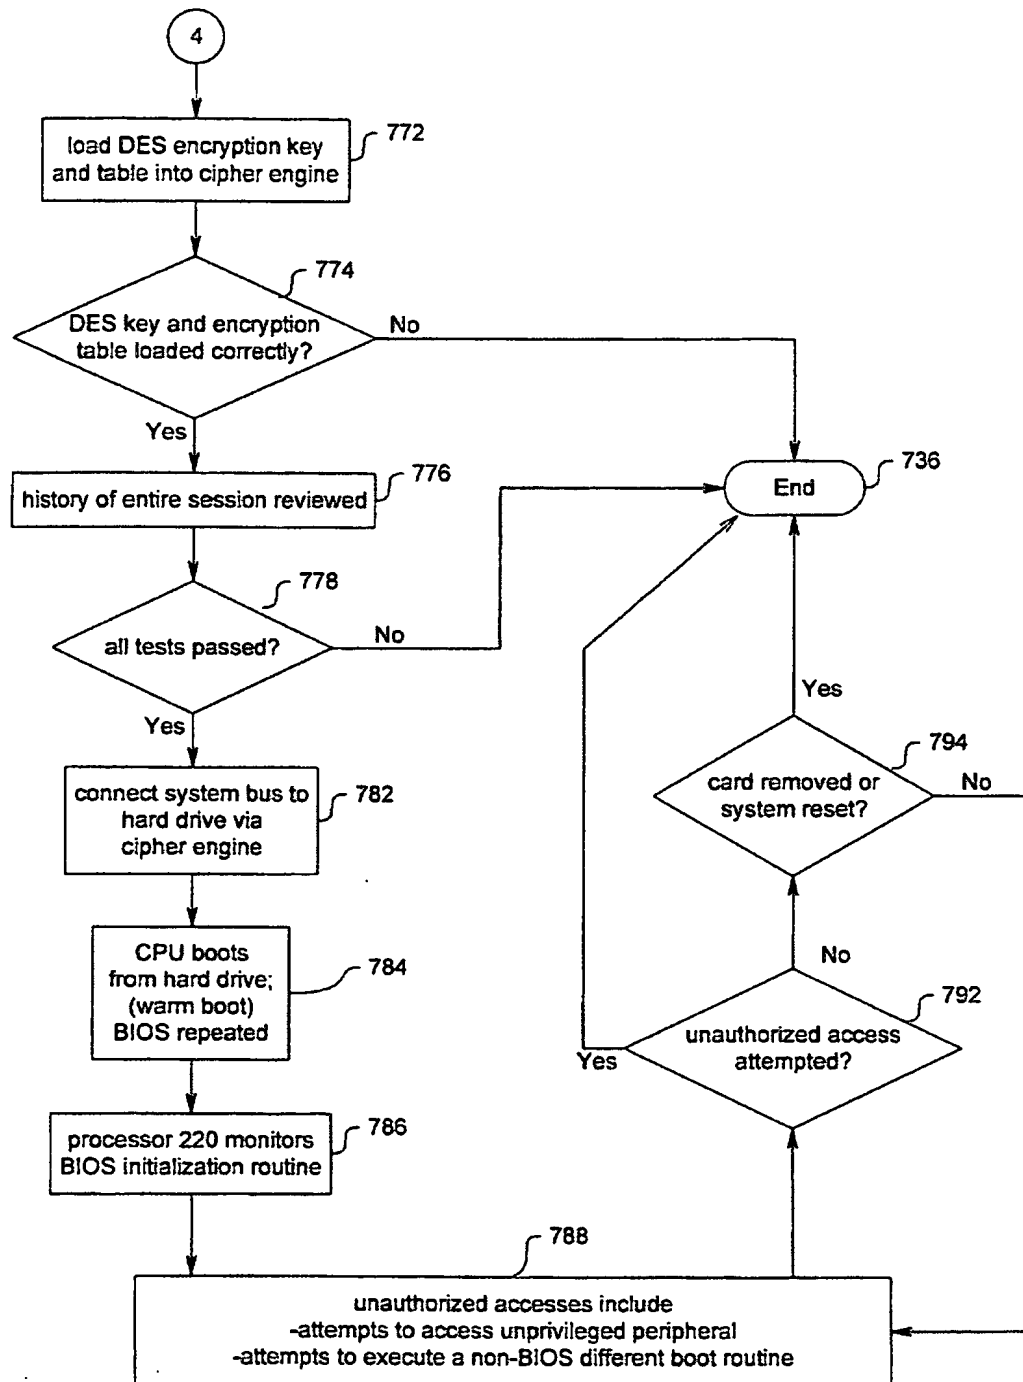 4
772
load DES encryption key
and table into cipher engine
774
DES key and encryption
table loaded correctly?
No
Yes
776
history of entire session reviewed
736
End
778
all tests passed?
No
Yes
Yes
794
card removed or
system reset?
No
782
connect system bus to
hard drive via
cipher engine
No
784
CPU boots
from hard drive;
(warm boot)
BIOS repeated
792
unauthorized access
attempted?
Yes
786
processor 220 monitors
BIOS initialization routine
788
unauthorized accesses include
-attempts to access unprivileged peripheral
-attempts to execute a non-BIOS different boot routine